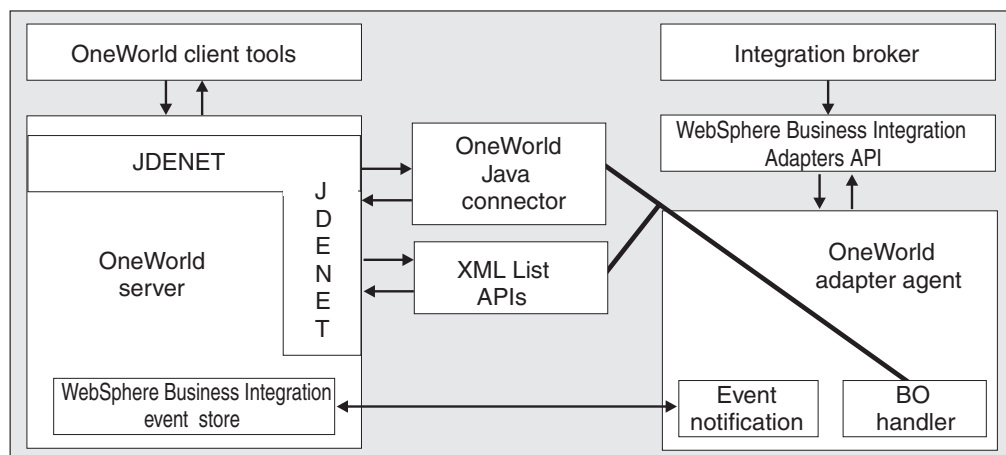 OneWorld client tools
Integration broker
JDENET
J
D
E
N
E
T
OneWorld
server
OneWorld
Java
connector
XML List
APIs
WebSphere Business Integration
Adapters API
OneWorld
adapter agent
WebSphere Business Integration
event store
Event
notification
BO
handler